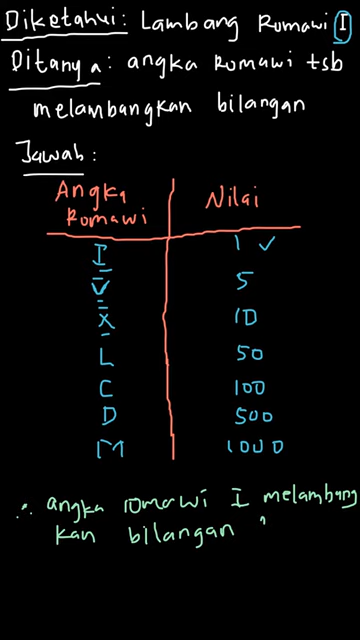 Diketahui: Lambang Romawi I
Ditanya: angka romawi tsb
melambangkan bilangan
Jawab:
Angka Romawi | Nilai
I | 1 ✓
V | 5
X | 10
L | 50
C | 100
D | 500
M | 1000
∴ angka romawi I melambang
kan bilangan